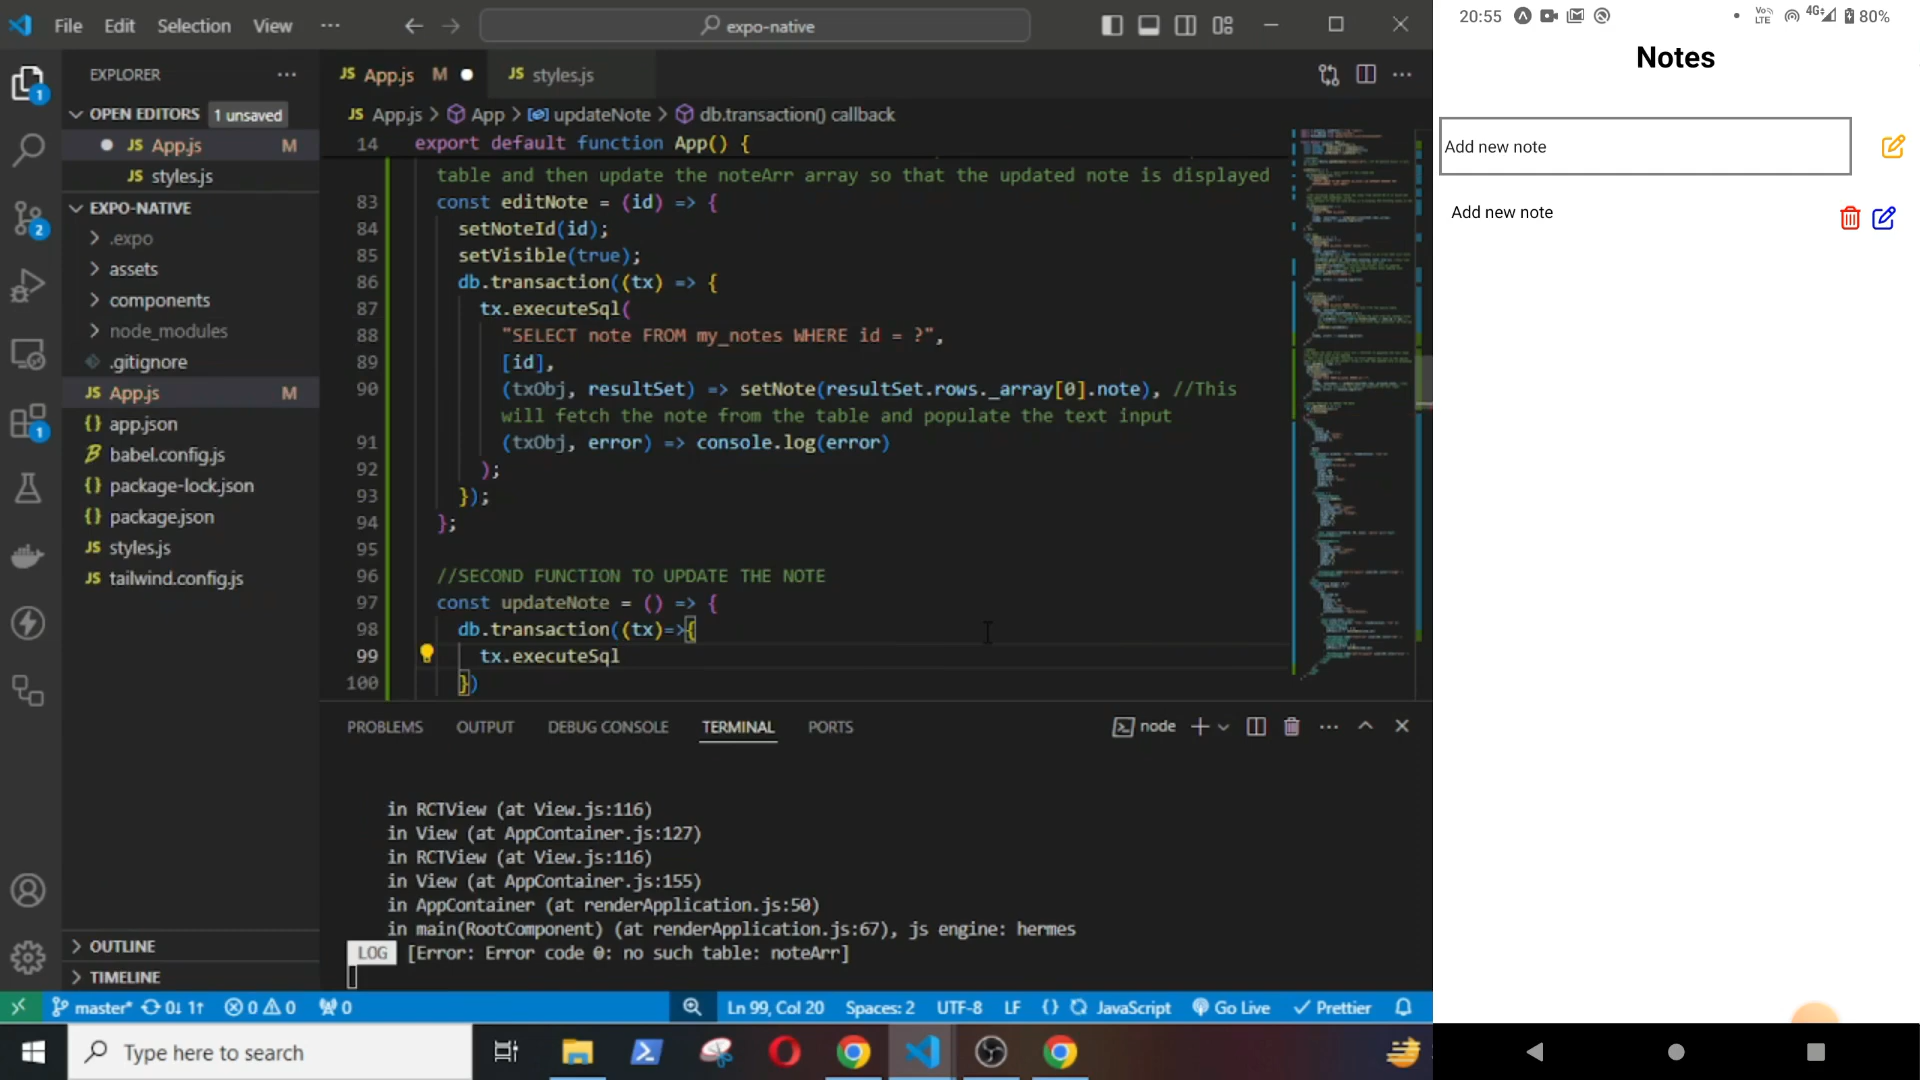 File Edit Selection View ··· expo-native
EXPLORER ···
OPEN EDITORS 1 unsaved
JS App.js M
JS styles.js
EXPO-NATIVE
.expo
assets
components
node_modules
.gitignore
JS App.js M
{} app.json
babel.config.js
{} package-lock.json
{} package.json
JS styles.js
JS tailwind.config.js
OUTLINE
TIMELINE
JS App.js M JS styles.js
JS App.js > App > updateNote > db.transaction() callback
14 export default function App() {
table and then update the noteArr array so that the updated note is displayed
83 const editNote = (id) => {
84 setNoteId(id);
85 setVisible(true);
86 db.transaction((tx) => {
87 tx.executeSql(
88 "SELECT note FROM my_notes WHERE id = ?",
89 [id],
90 (txObj, resultSet) => setNote(resultSet.rows._array[0].note), //This
will fetch the note from the table and populate the text input
91 (txObj, error) => console.log(error)
92 );
93 });
94 };
95
96 //SECOND FUNCTION TO UPDATE THE NOTE
97 const updateNote = () => {
98 db.transaction((tx)=>{
99 tx.executeSql
100 })
PROBLEMS OUTPUT DEBUG CONSOLE TERMINAL PORTS node
in RCTView (at View.js:116)
in View (at AppContainer.js:127)
in RCTView (at View.js:116)
in View (at AppContainer.js:155)
in AppContainer (at renderApplication.js:50)
in main(RootComponent) (at renderApplication.js:67), js engine: hermes
LOG [Error: Error code 0: no such table: noteArr]
master* 0↓ 1↑ 0 0 0 Ln 99, Col 20 Spaces: 2 UTF-8 LF {} JavaScript Go Live Prettier
Type here to search
20:55 Vo LTE 4G 80%
Notes
Add new note
Add new note